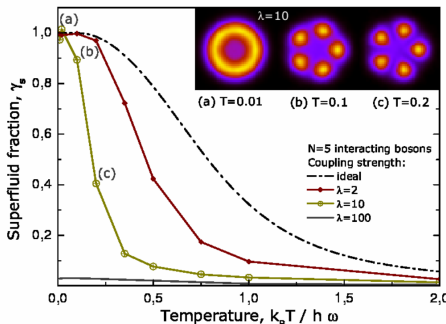 λ=10
(a) T=0.01 (b) T=0.1 (c) T=0.2
(a)
(b)
(c)
N=5 interacting bosons
Coupling strength:
ideal
λ=2
λ=10
λ=100
Superfluid fraction, γs
1,0
0,8
0,6
0,4
0,2
0,0 0,5 1,0 1,5 2,0
Temperature, kBT / h ω